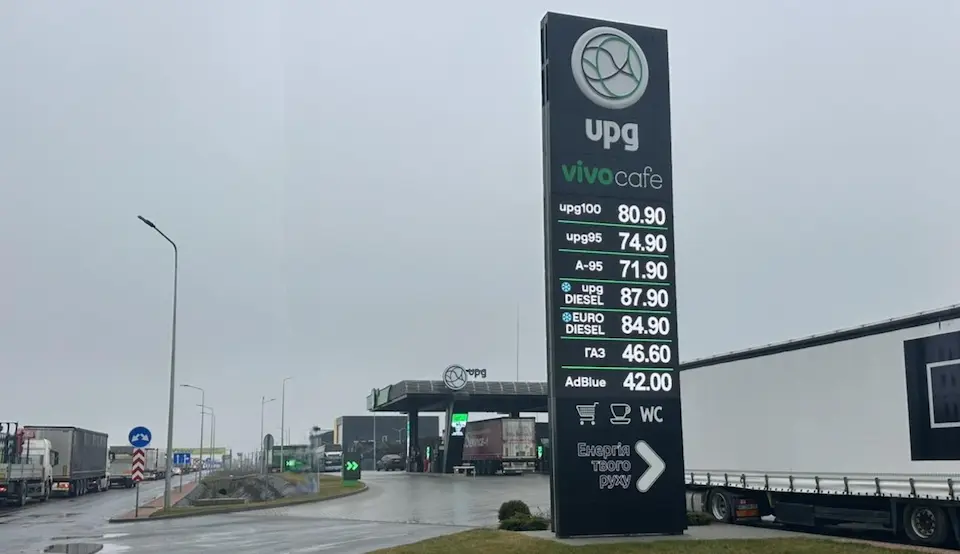 upg
vivo cafe
upg100 80.90
upg95 74.90
A-95 71.90
upg DIESEL 87.90
EURO DIESEL 84.90
ГАЗ 46.60
AdBlue 42.00
WC
Енергія
твого
руху
upg